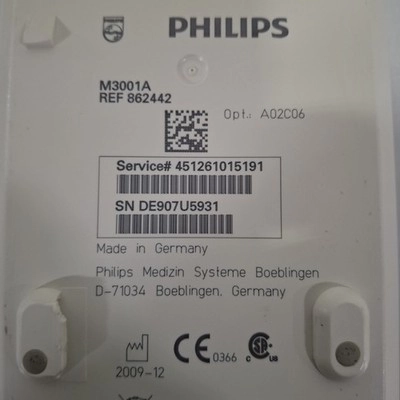 PHILIPS
M3001A
REF 862442
Opt.: A02C06
Service# 451261015191
SN DE907U5931
Made in Germany
Philips Medizin Systeme Boeblingen
D-71034 Boeblingen, Germany
2009-12
CE 0366
C US